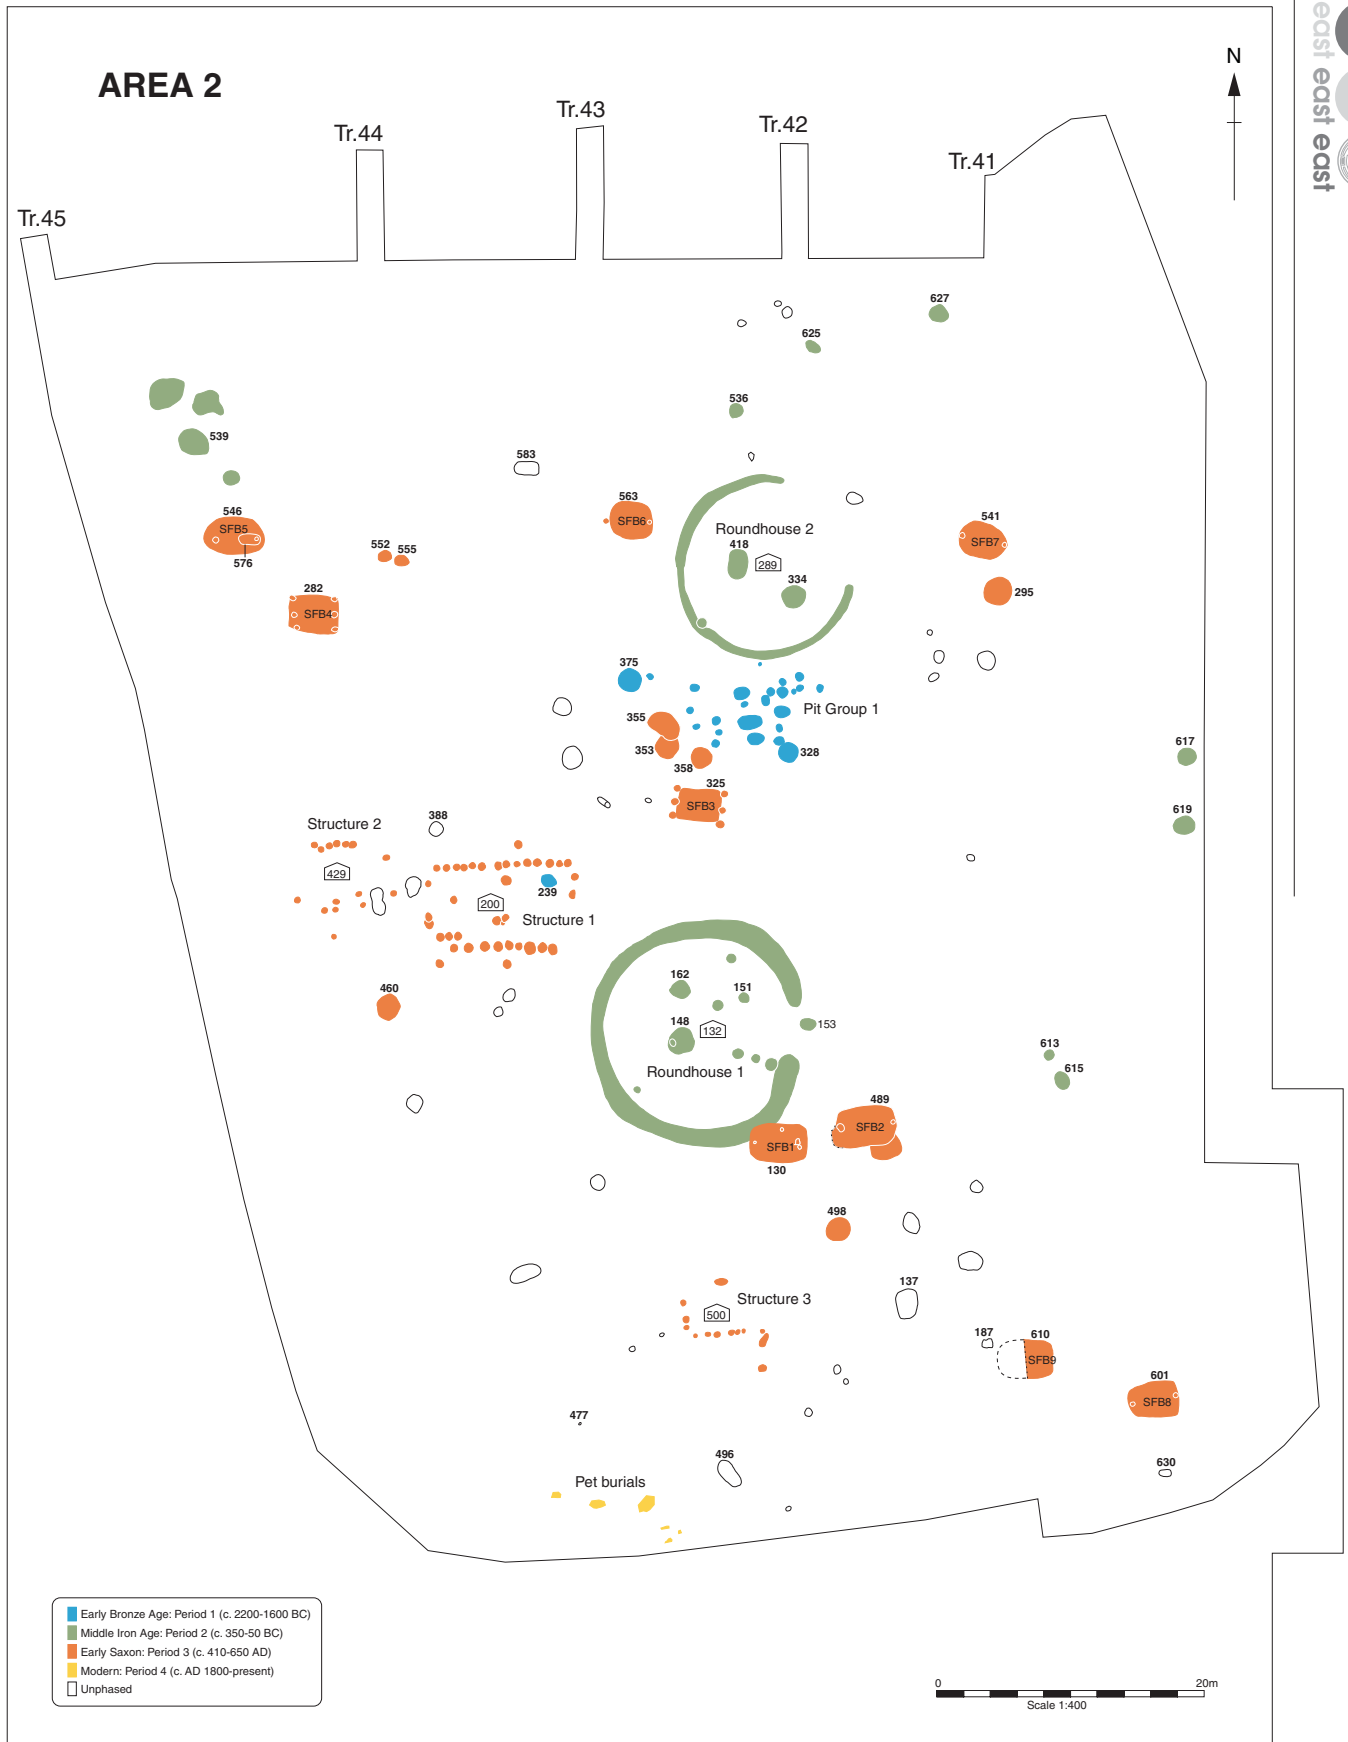 east east east
N
AREA 2
Tr.43
Tr.42
Tr.44
Tr.41
Tr.45
627
625
536
539
583
563
SFB6
546
SFB5
576
552
555
282
SFB4
Roundhouse 2
418
289
334
541
SFB7
295
375
355
353
358
Pit Group 1
328
325
SFB3
617
619
Structure 2
429
388
239
200
Structure 1
460
162
151
148
132
153
Roundhouse 1
613
615
489
SFB2
SFB1
130
498
Structure 3
500
137
187
610
SFB9
601
SFB8
477
496
630
Pet burials
Early Bronze Age: Period 1 (c. 2200-1600 BC)
Middle Iron Age: Period 2 (c. 350-50 BC)
Early Saxon: Period 3 (c. 410-650 AD)
Modern: Period 4 (c. AD 1800-present)
Unphased
0 20m
Scale 1:400